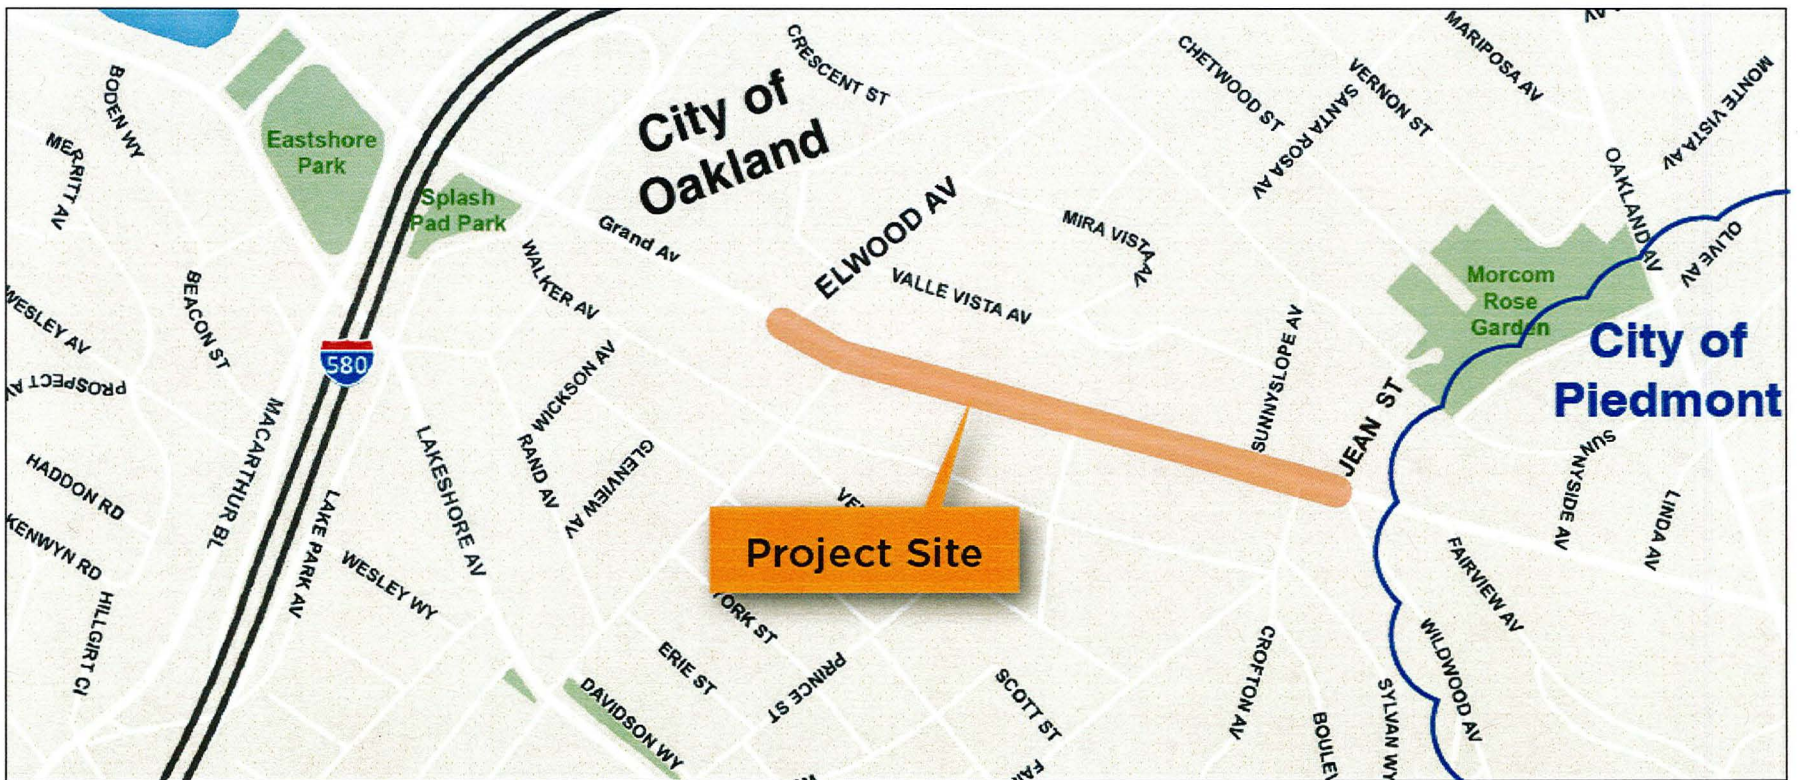 CRESCENT ST
CHETWOOD ST
VERNON ST
SANTA ROSA AV
MARIPOSA AV
AV
MONTE VISTA AV
BODEN WY
MERRITT AV
Eastshore
Park
Splash
Pad Park
City of
Oakland
Grand Av
WALKER AV
ELWOOD AV
MIRA VISTA AV
VALLE VISTA AV
OAKLAND AV
OLIVE AV
Morcom
Rose
Garden
City of
Piedmont
WESLEY AV
BEACON ST
PROSPECT AV
580
WICKSON AV
RAND AV
GLENVIEW AV
SUNNYSLOPE AV
JEAN ST
SUNNYSIDE AV
LINDA AV
HADDON RD
MACARTHUR BL
LAKESHORE AV
LAKE PARK AV
KENWYN RD
HILLGIRT CI
WESLEY WY
Project Site
YORK ST
ERIE ST
PRINCE ST
DAVIDSON WY
SCOTT ST
CROFTON AV
SYLVAN WY
WILDWOOD AV
FAIRVIEW AV